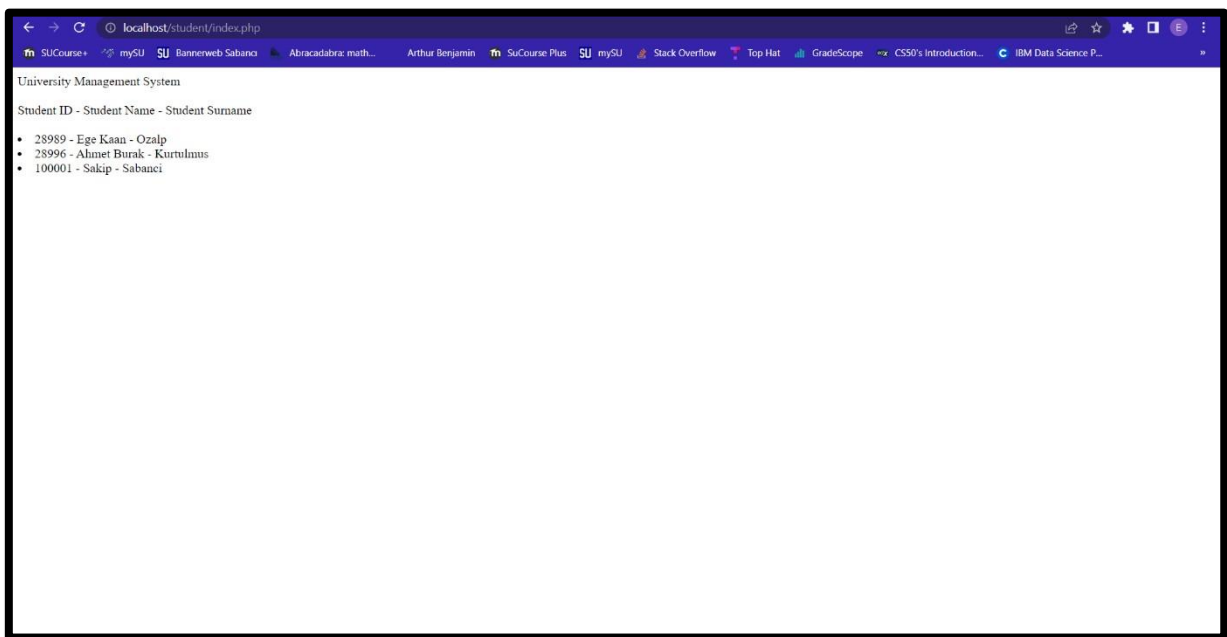 localhost/student/index.php
E
SUCourse+ mySU SU Bannerweb Sabancı Abracadabra: math... Arthur Benjamin SuCourse Plus SU mySU Stack Overflow Top Hat GradeScope CS50's Introduction... C IBM Data Science P... »
University Management System
Student ID - Student Name - Student Surname
• 28989 - Ege Kaan - Ozalp
• 28996 - Ahmet Burak - Kurtulmus
• 100001 - Sakip - Sabanci